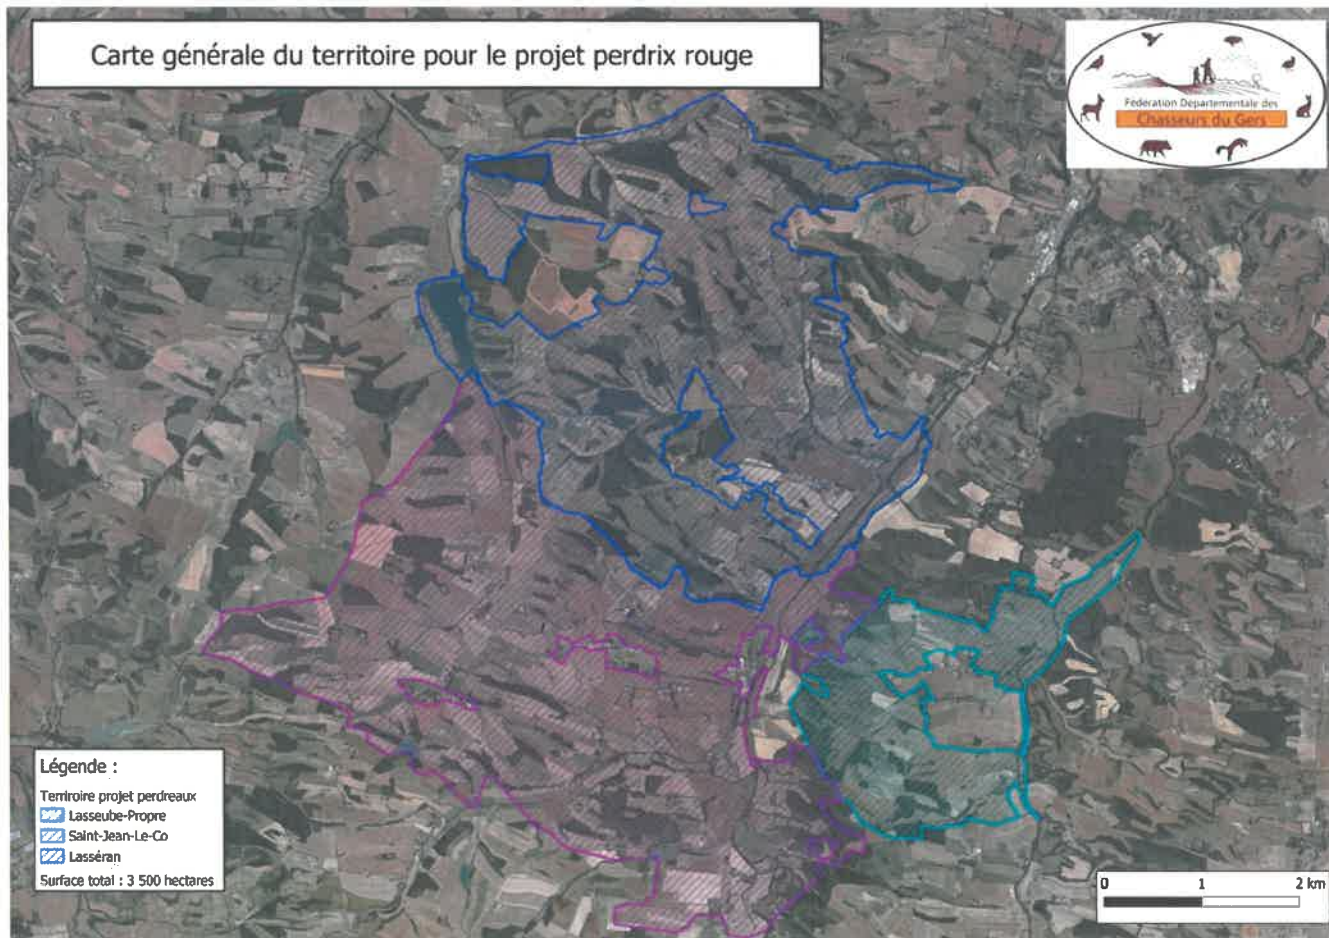 Carte générale du territoire pour le projet perdrix rouge
Fédération Départementale des
Chasseurs du Gers
Légende :
Terriroire projet perdreaux
Lasseube-Propre
Saint-Jean-Le-Co
Lasséran
Surface total : 3 500 hectares
0 1 2 km